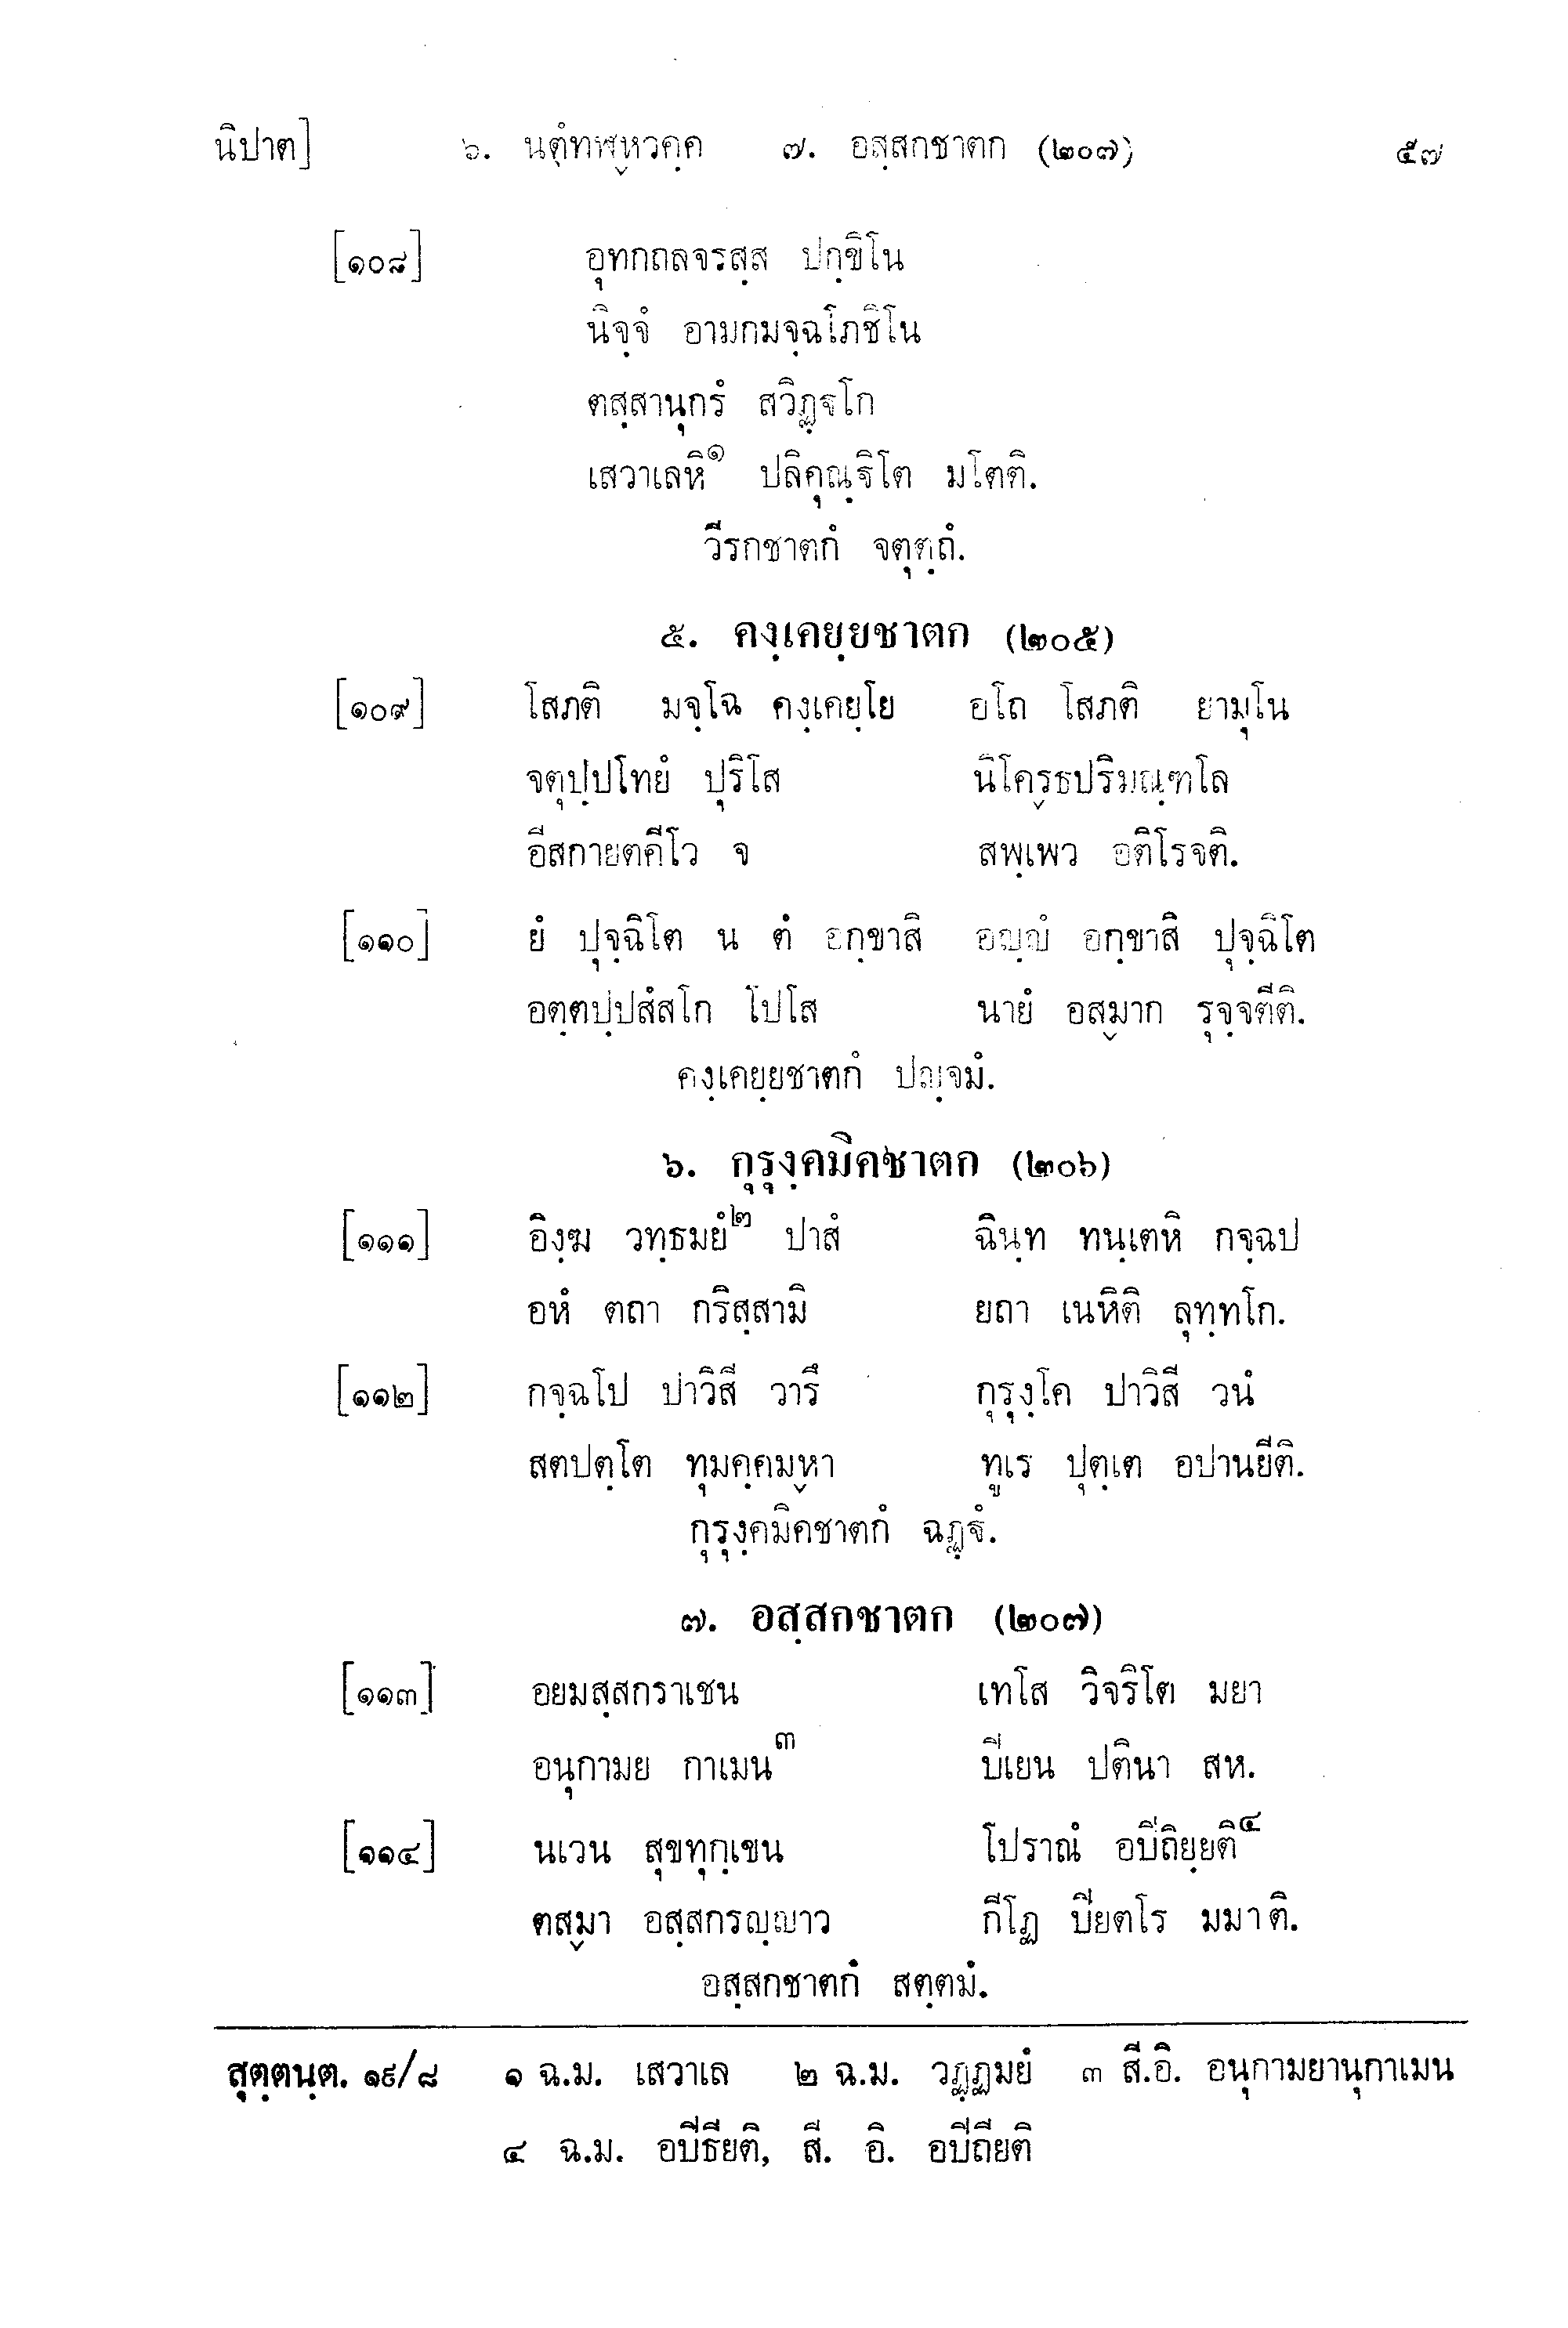 นิปาต] ๖. นตํทฬฺหวคฺค ๗. อสฺสกชาตก (๒๐๗) ๕๗
[๑๐๘] อุทกถลจรสฺส ปกฺขิโน
นิจฺจํ อามกมจฺฉโภชิโน
ตสฺสานุกรํ สวิฏฺฐโก
เสวาเลหิ๑ ปลิคุณฺฐิโต มโตติ.
วีรกชาตกํ จตุตฺถํ.
๕. คงฺเคยฺยชาตก (๒๐๕)
[๑๐๙] โสภติ มจฺโฉ คงฺเคยฺโย อโถ โสภติ ยามุโน
จตุปฺปโทยํ ปุริโส นิโคฺรธปริมณฺฑโล
อีสกายตคีโว จ สพฺเพว อติโรจติ.
[๑๑๐] ยํ ปุจฺฉิโต น ตํ อกฺขาสิ อญฺญํ อกฺขาสิ ปุจฺฉิโต
อตฺตปฺปสํสโก โปโส นายํ อสฺมาก รุจฺจตีติ.
คงฺเคยฺยชาตกํ ปญฺจมํ.
๖. กุรุงฺคมิคชาตก (๒๐๖)
[๑๑๑] อิงฺฆ วทฺธมยํ๒ ปาสํ ฉินฺท ทนฺเตหิ กจฺฉป
อหํ ตถา กริสฺสามิ ยถา เนหิติ ลุทฺทโก.
[๑๑๒] กจฺฉโป ปาวิสี วารึ กุรุงฺโค ปาวิสี วนํ
สตปตฺโต ทุมคฺคมฺหา ทูเร ปุตฺเต อปานยีติ.
กุรุงฺคมิคชาตกํ ฉฏฺฐํ.
๗. อสฺสกชาตก (๒๐๗)
[๑๑๓] อยมสฺสกราเชน เทโส วิจริโต มยา
อนุกามย กาเมน๓ ปิเยน ปตินา สห.
[๑๑๔] นเวน สุขทุกฺเขน โปราณํ อปิถิยฺยติ๔
ตสฺมา อสฺสกรญฺญาว กีโฏ ปิยตโร มมาติ.
อสฺสกชาตกํ สตฺตมํ.
สุตฺตนฺต. ๑๙/๘ ๑ ฉ.ม. เสวาเล ๒ ฉ.ม. วฏฺฏมยํ ๓ สี.อิ. อนุกามยานุกาเมน
๔ ฉ.ม. อปีธียติ, สี. อิ. อปีถียติ